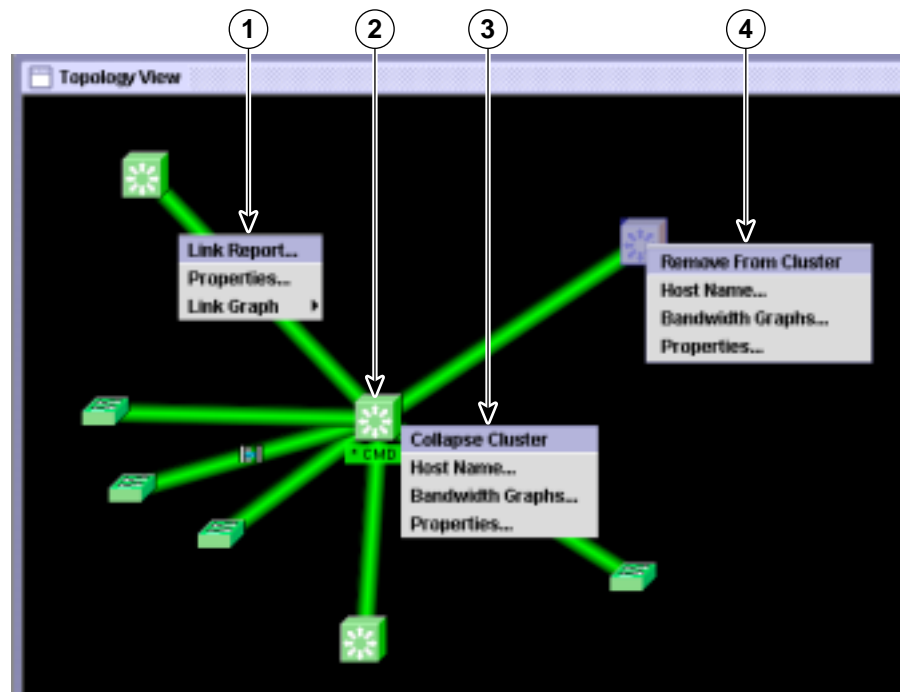 1
2
3
4
Topology View
Link Report...
Properties...
Link Graph
Remove From Cluster
Host Name...
Bandwidth Graphs...
Properties...
* CMD
Collapse Cluster
Host Name...
Bandwidth Graphs...
Properties...